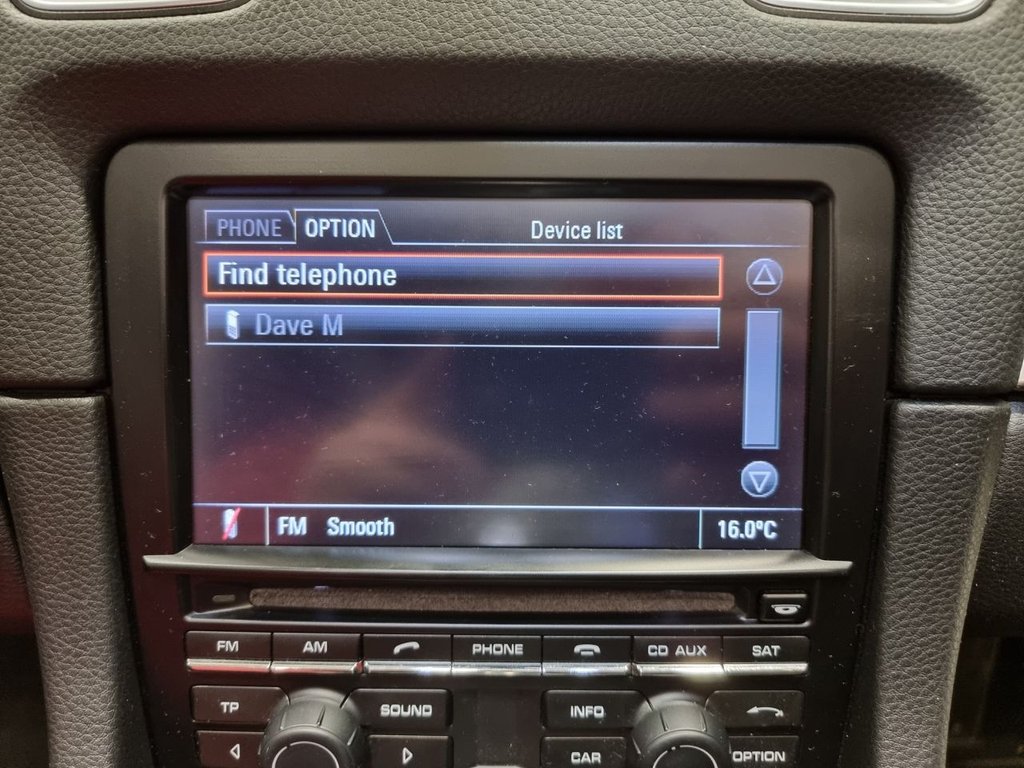 PHONE OPTION Device list
Find telephone
Dave M
FM Smooth 16.0ºC
FM AM PHONE CD AUX SAT
TP SOUND INFO
CAR OPTION